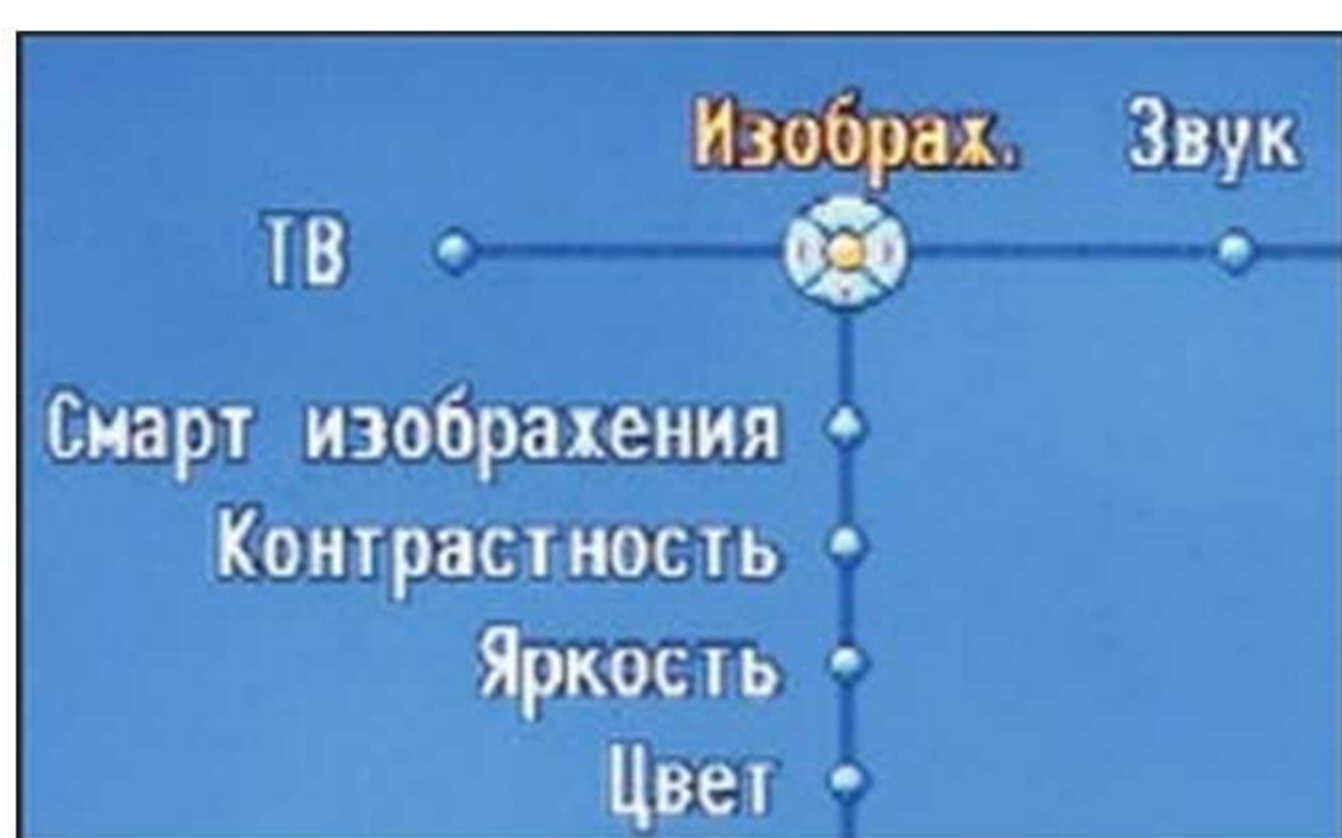 Изобрах. Звук
ТВ
Смарт изобрахения
Контрастность
Яркость
Цвет